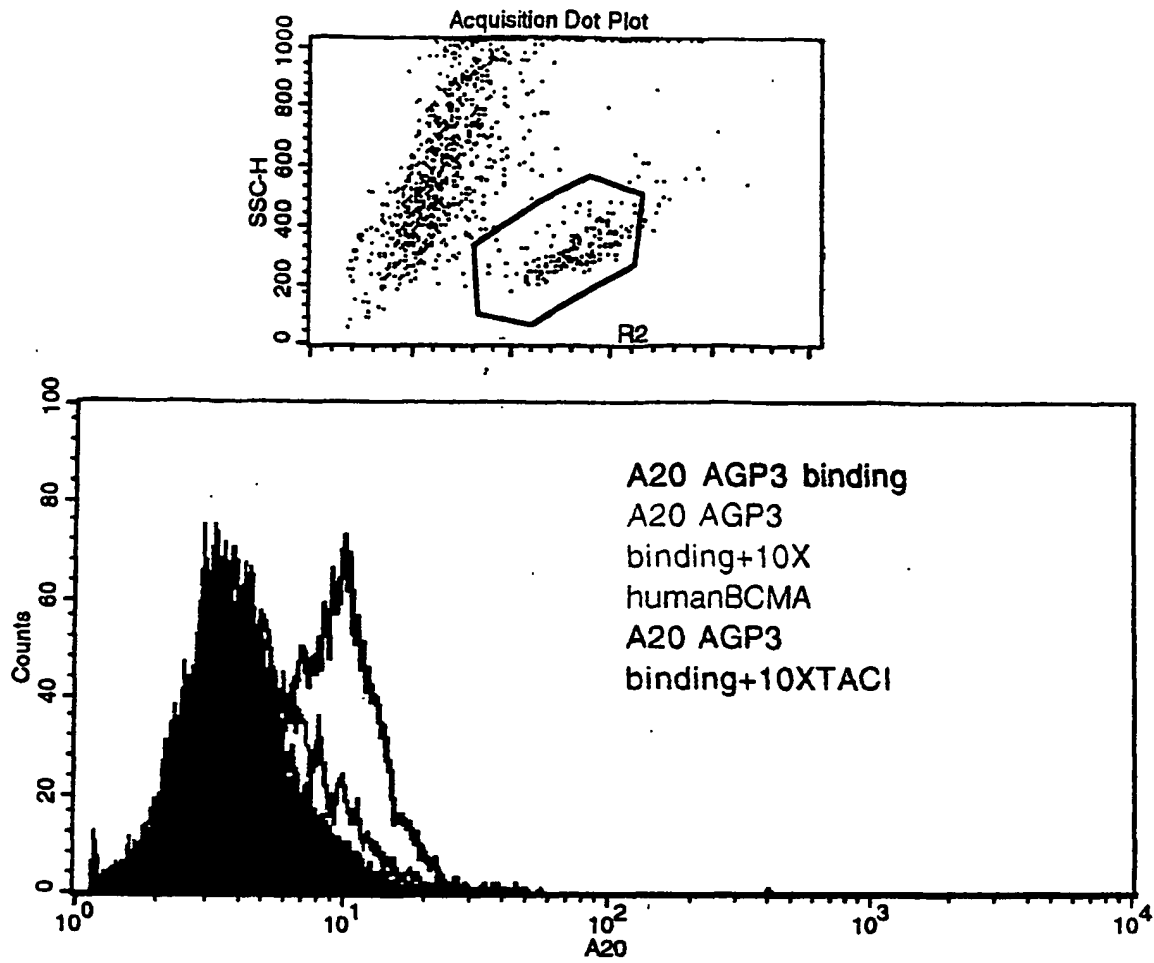 Acquisition Dot Plot
1000
800
600
400
200
0
SSC-H
R2
100
80
60
40
20
0
Counts
A20 AGP3 binding
A20 AGP3
binding+10X
humanBCMA
A20 AGP3
binding+10XTACI
10^0 10^1 10^2 10^3 10^4
A20